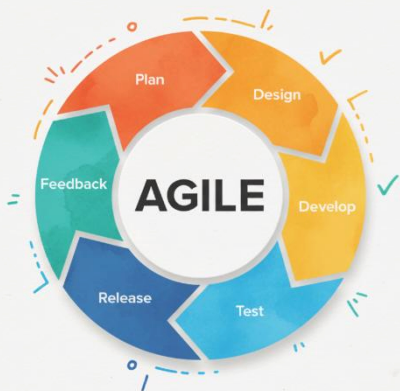 Plan
Design
Develop
Test
Release
Feedback
AGILE